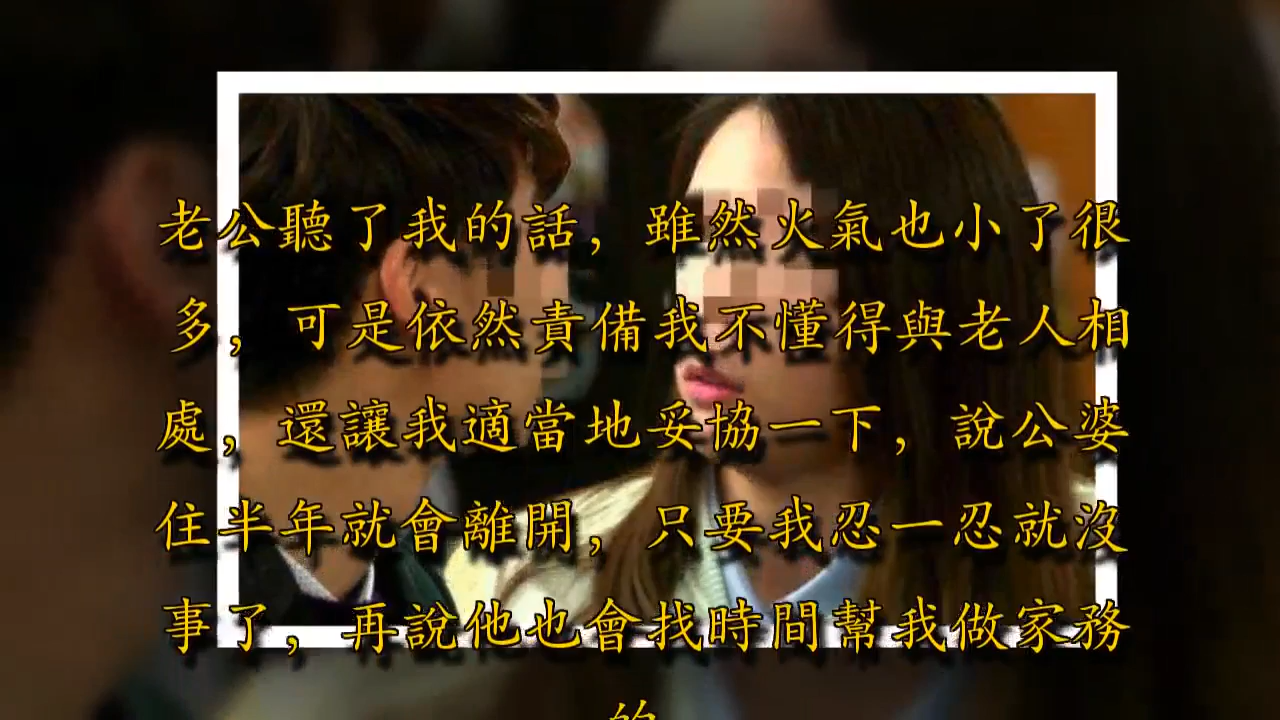 老公聽了我的話，雖然火氣也小了很
多，可是依然責備我不懂得與老人相
處，還讓我適當地妥協一下，說公婆
住半年就會離開，只要我忍一忍就沒
事了，再說他也會找時間幫我做家務
的